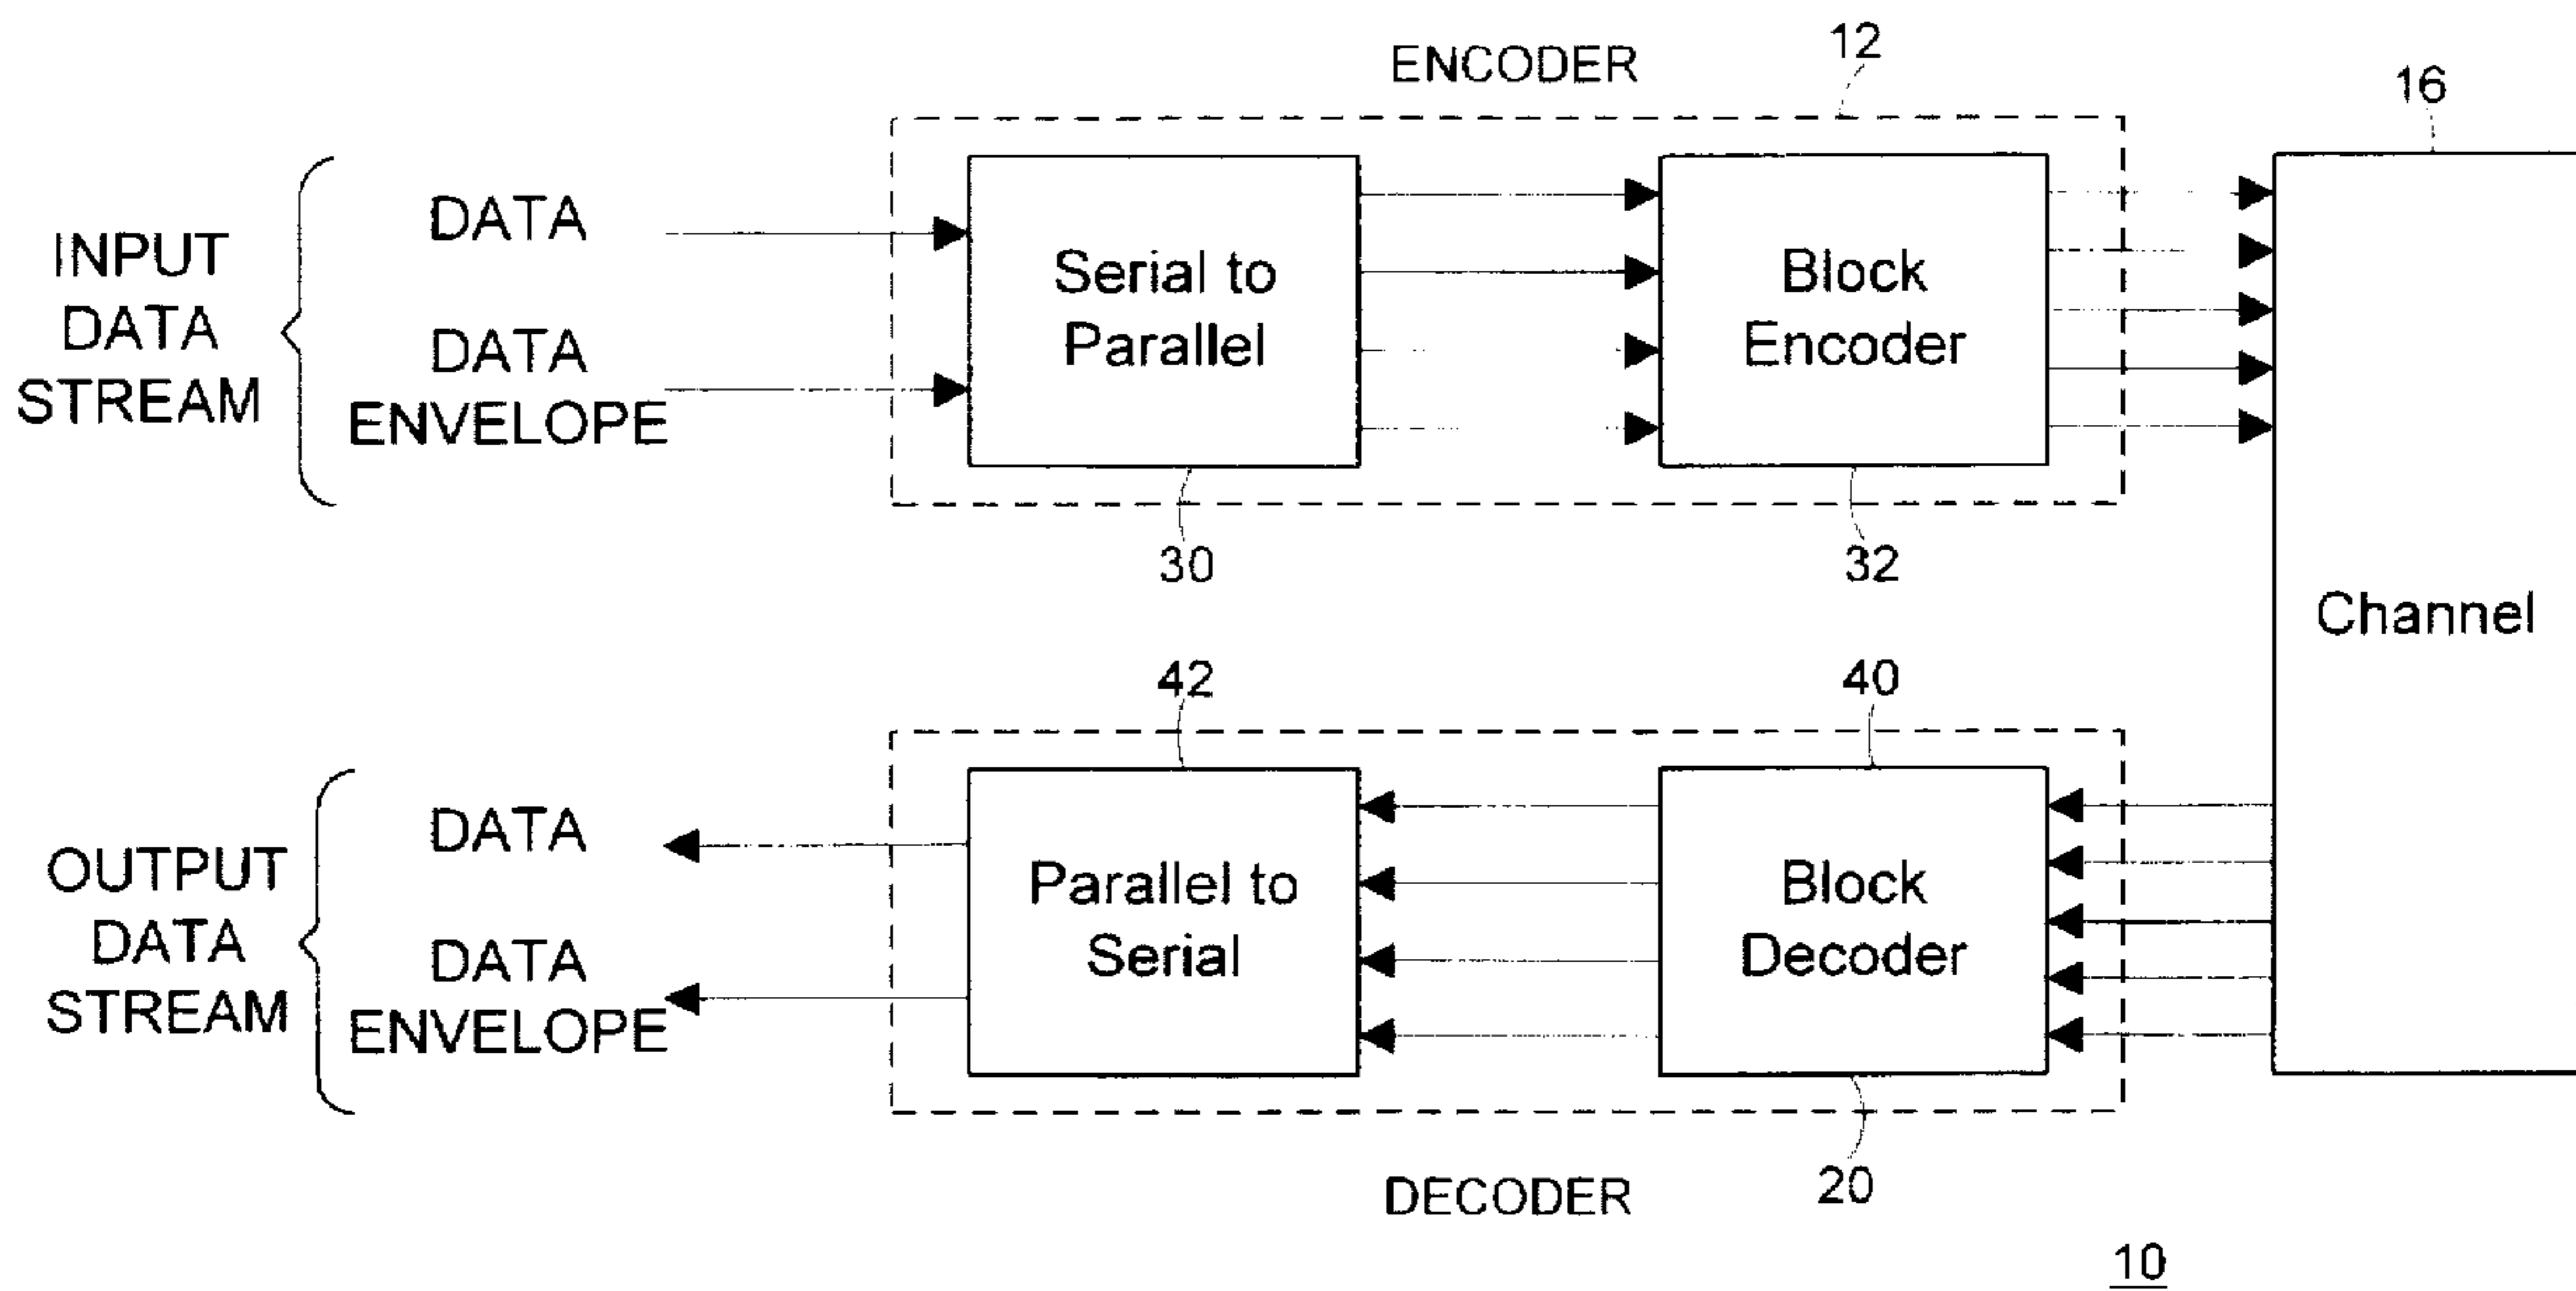 ENCODER
12
16
INPUT
DATA
STREAM
DATA
DATA
ENVELOPE
Serial to
Parallel
Block
Encoder
30
32
Channel
42
40
OUTPUT
DATA
STREAM
DATA
DATA
ENVELOPE
Parallel to
Serial
Block
Decoder
DECODER
20
10